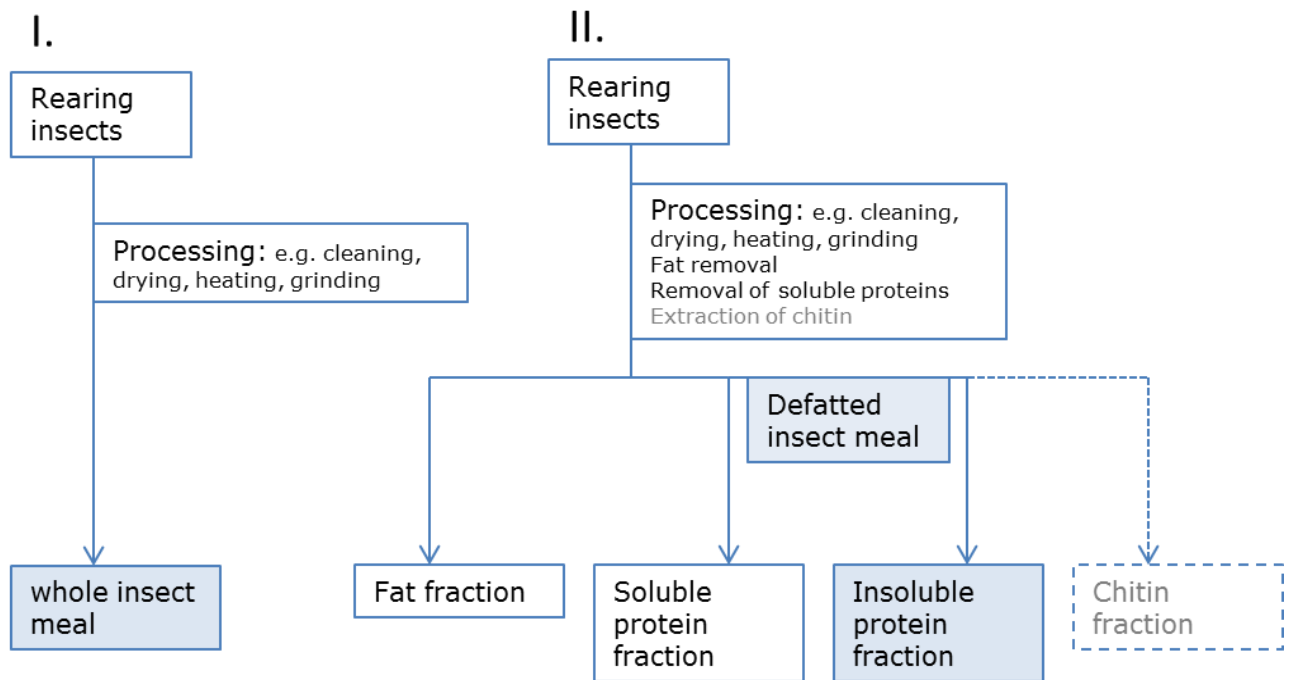 I.
Rearing
insects
Processing: e.g. cleaning,
drying, heating, grinding
whole insect
meal
II.
Rearing
insects
Processing: e.g. cleaning,
drying, heating, grinding
Fat removal
Removal of soluble proteins
Extraction of chitin
Defatted
insect meal
Fat fraction
Soluble
protein
fraction
Insoluble
protein
fraction
Chitin
fraction